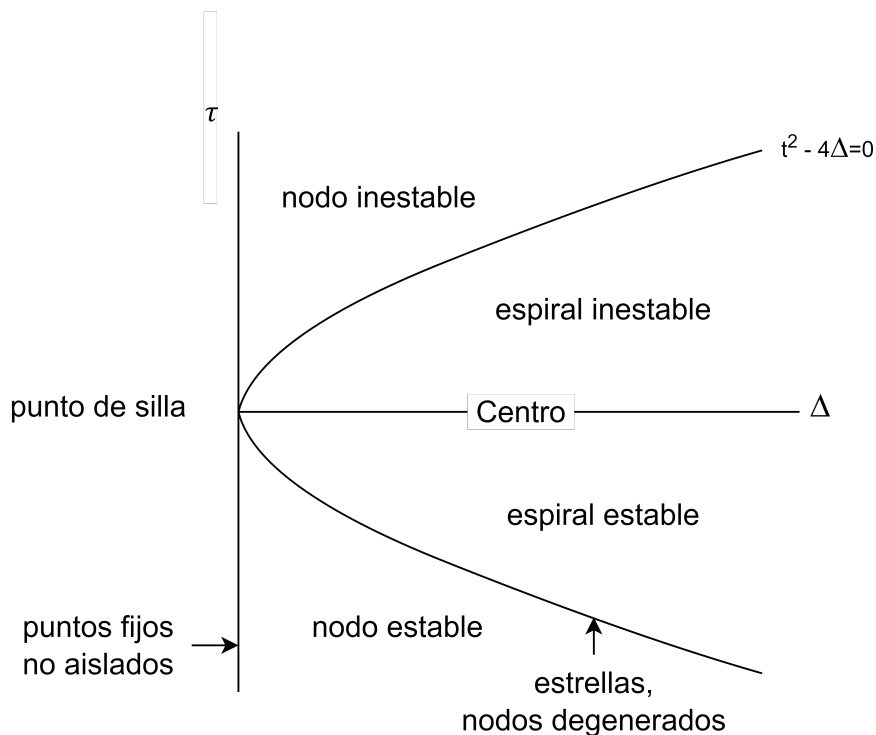 τ
t² - 4Δ=0
nodo inestable
espiral inestable
punto de silla
Centro
Δ
espiral estable
puntos fijos
no aislados
nodo estable
estrellas,
nodos degenerados